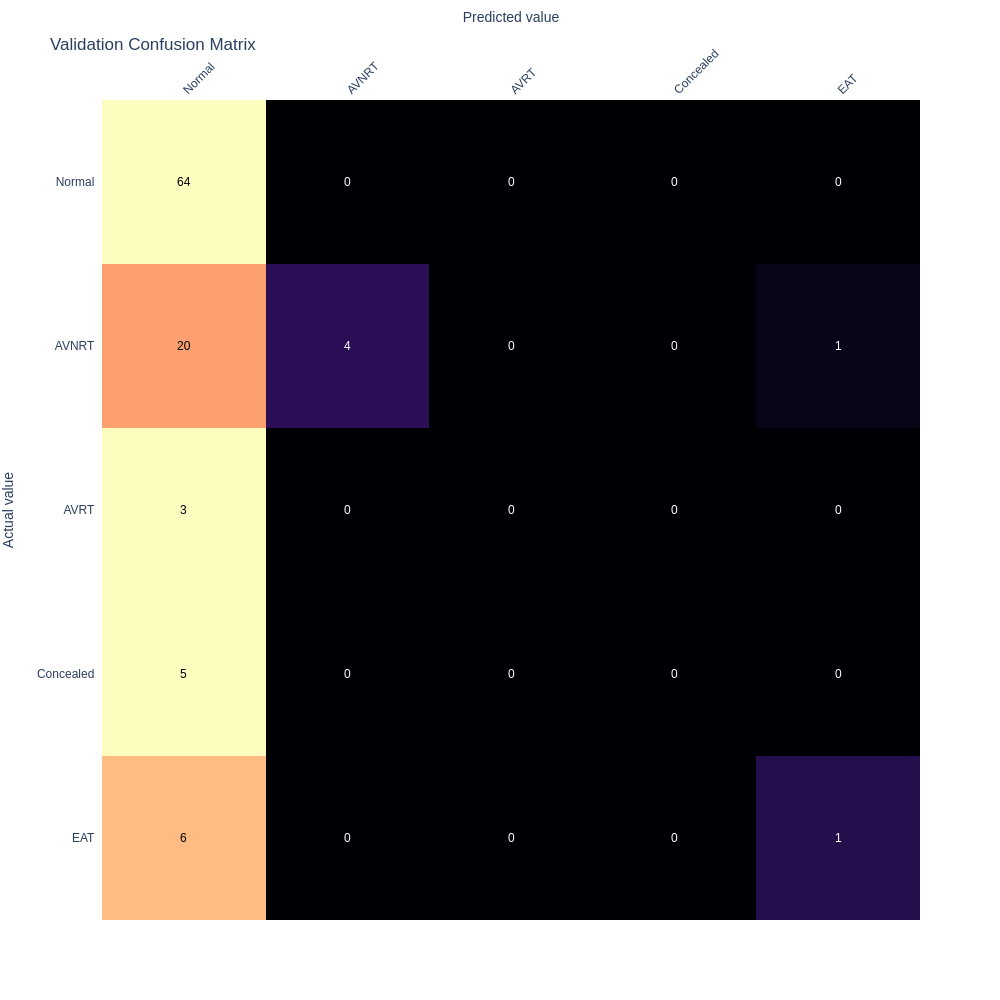 Predicted value
Validation Confusion Matrix
Normal AVNRT AVRT Concealed EAT
Normal 64 0 0 0 0
AVNRT 20 4 0 0 1
AVRT 3 0 0 0 0
Actual value
Concealed 5 0 0 0 0
EAT 6 0 0 0 1